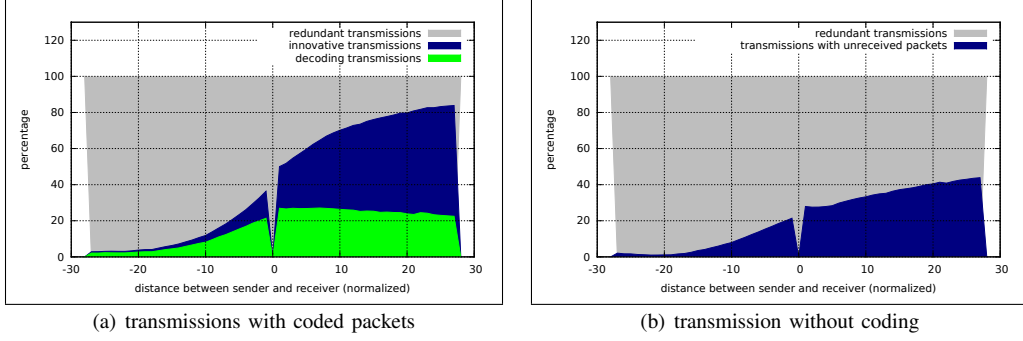 120
100
80
60
40
20
0
percentage
redundant transmissions
innovative transmissions
decoding transmissions
-30 -20 -10 0 10 20 30
distance between sender and receiver (normalized)
(a) transmissions with coded packets
120
100
80
60
40
20
0
percentage
redundant transmissions
transmissions with unreceived packets
-30 -20 -10 0 10 20 30
distance between sender and receiver (normalized)
(b) transmission without coding